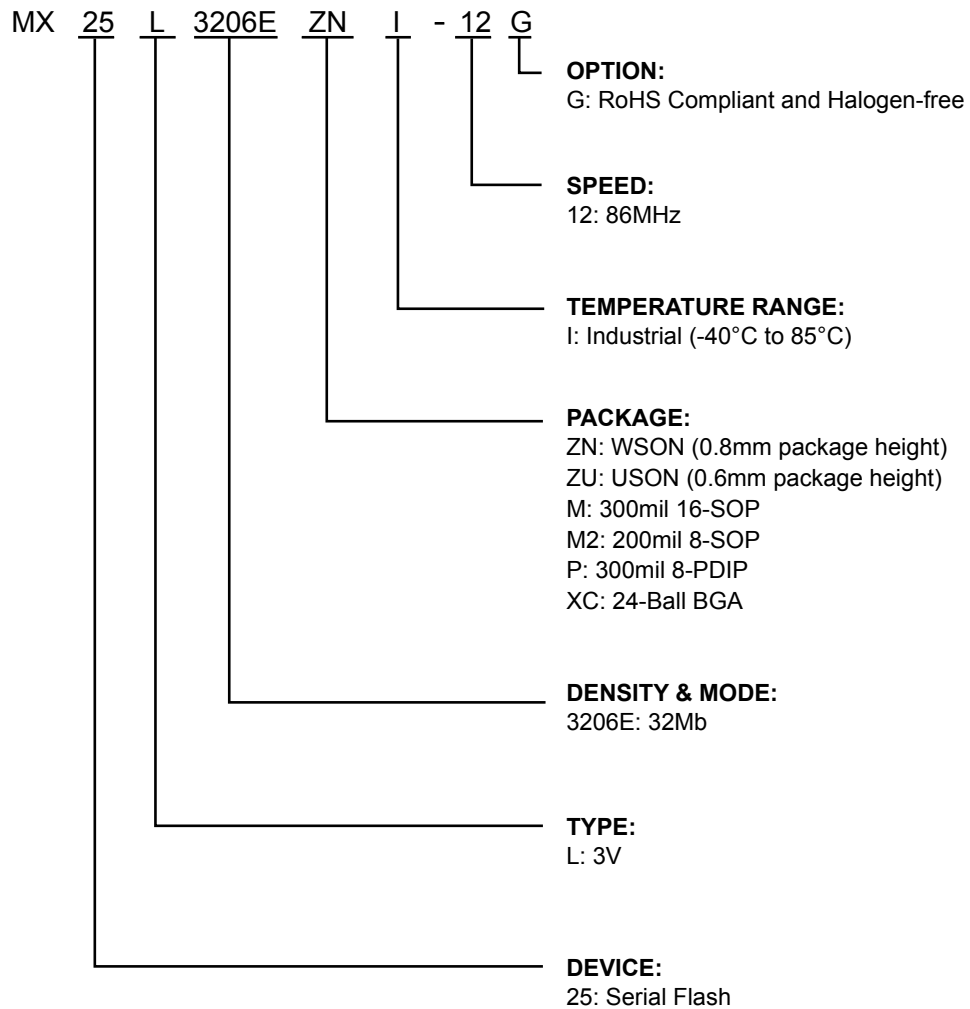 MX 25 L 3206E ZN I - 12 G
OPTION:
G: RoHS Compliant and Halogen-free
SPEED:
12: 86MHz
TEMPERATURE RANGE:
I: Industrial (-40°C to 85°C)
PACKAGE:
ZN: WSON (0.8mm package height)
ZU: USON (0.6mm package height)
M: 300mil 16-SOP
M2: 200mil 8-SOP
P: 300mil 8-PDIP
XC: 24-Ball BGA
DENSITY & MODE:
3206E: 32Mb
TYPE:
L: 3V
DEVICE:
25: Serial Flash